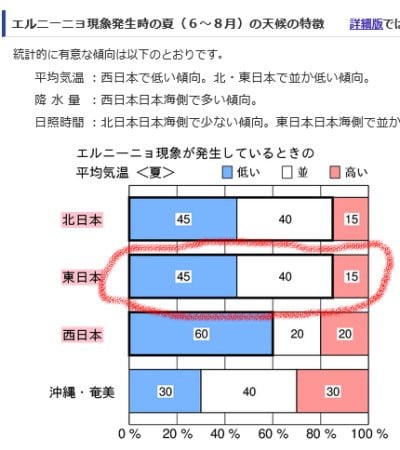 エルニーニョ現象発生時の夏（６～８月）の天候の特徴 詳細版で
統計的に有意な傾向は以下のとおりです。
平均気温 ：西日本で低い傾向。北・東日本で並か低い傾向。
降 水 量 ：西日本日本海側で多い傾向。
日照時間 ：北日本日本海側で少ない傾向。東日本日本海側で並か
エルニーニョ現象が発生しているときの
平均気温 ＜夏＞ 低い 並 高い
北日本 45 40 15
東日本 45 40 15
西日本 60 20 20
沖縄・奄美 30 40 30
0 % 20 % 40 % 60 % 80 % 100 %